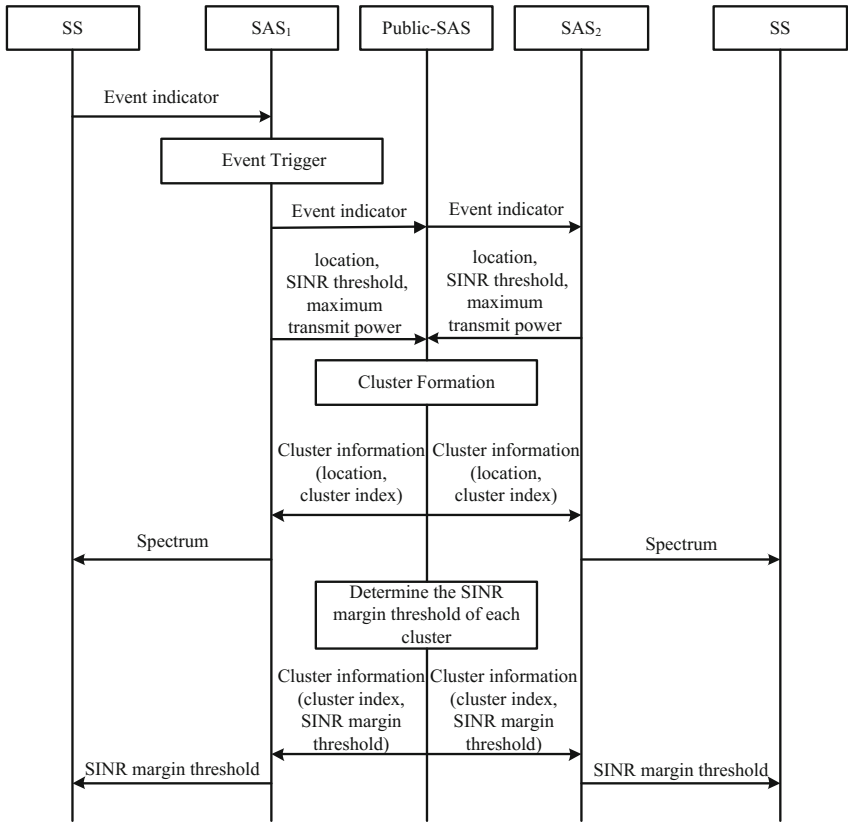 SS
SAS₁
Public-SAS
SAS₂
SS
Event indicator
Event Trigger
Event indicator
Event indicator
location,
SINR threshold,
maximum
transmit power
location,
SINR threshold,
maximum
transmit power
Cluster Formation
Cluster information
(location,
cluster index)
Cluster information
(location,
cluster index)
Spectrum
Spectrum
Determine the SINR
margin threshold of each
cluster
Cluster information
(cluster index,
SINR margin
threshold)
Cluster information
(cluster index,
SINR margin
threshold)
SINR margin threshold
SINR margin threshold